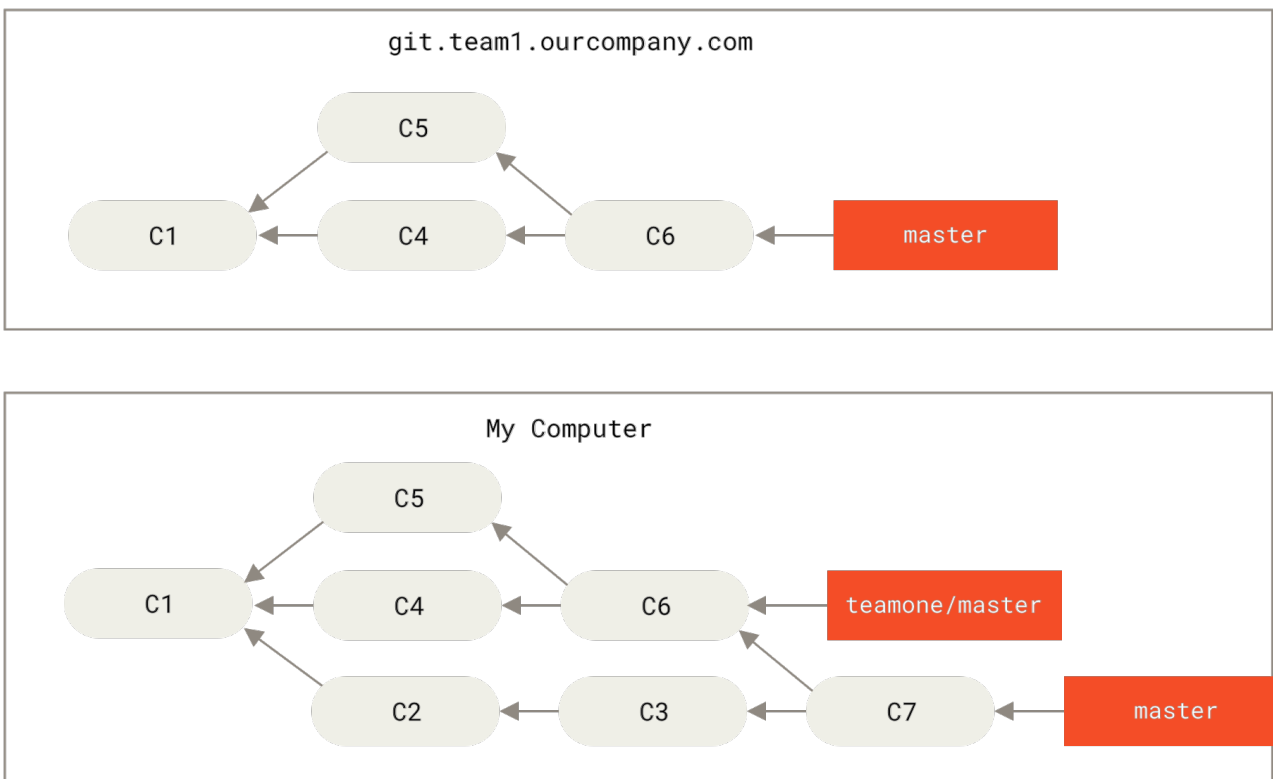 git.team1.ourcompany.com
C5
C1
C4
C6
master
My Computer
C5
C1
C4
C6
teamone/master
C2
C3
C7
master